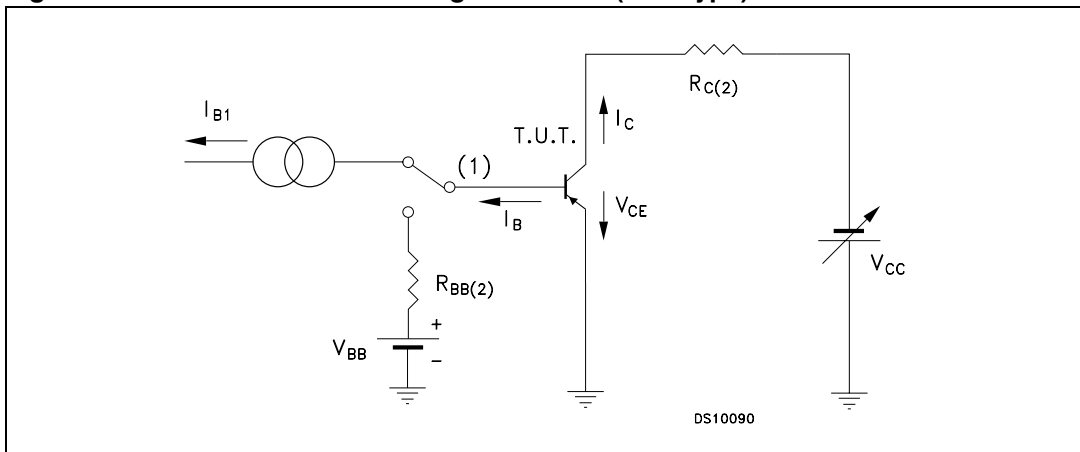 I_B1
R_C(2)
I_C
T.U.T.
(1)
V_CE
I_B
R_BB(2)
V_CC
+
V_BB
-
DS10090